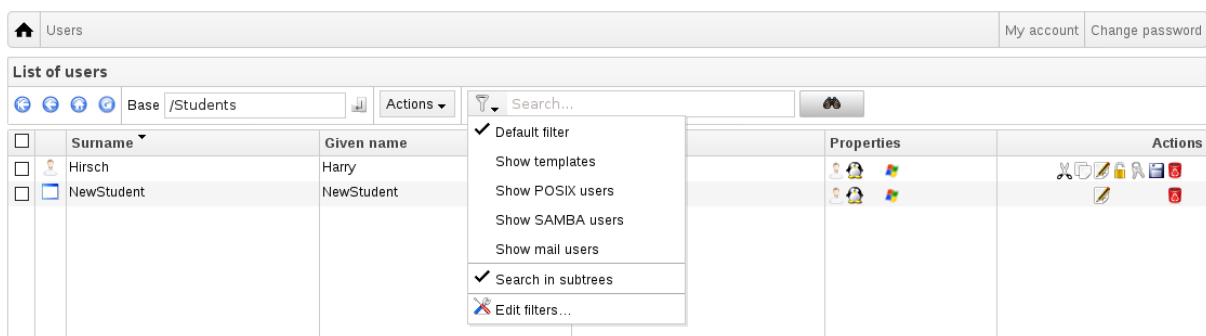 Users My account Change password
List of users
Base /Students Actions Search...
Surname Given name Properties Actions
Default filter
Show templates
Show POSIX users
Show SAMBA users
Show mail users
Search in subtrees
Edit filters...
Hirsch Harry
NewStudent NewStudent